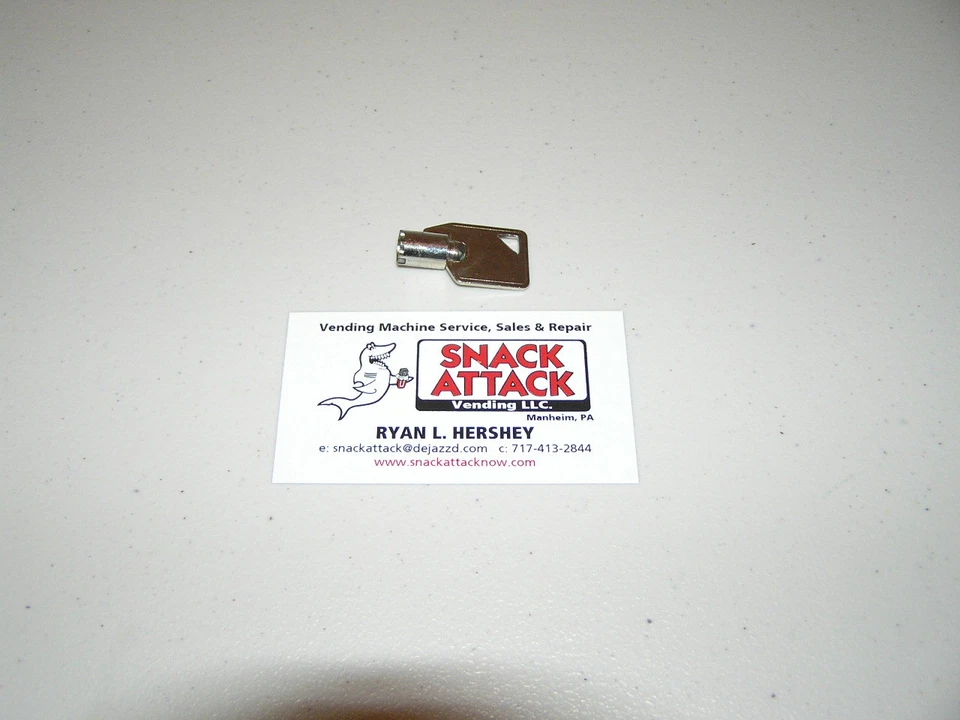 Vending Machine Service, Sales & Repair
SNACK
ATTACK
Vending LLC.
Manheim, PA
RYAN L. HERSHEY
e: snackattack@dejazzd.com c: 717-413-2844
www.snackattacknow.com